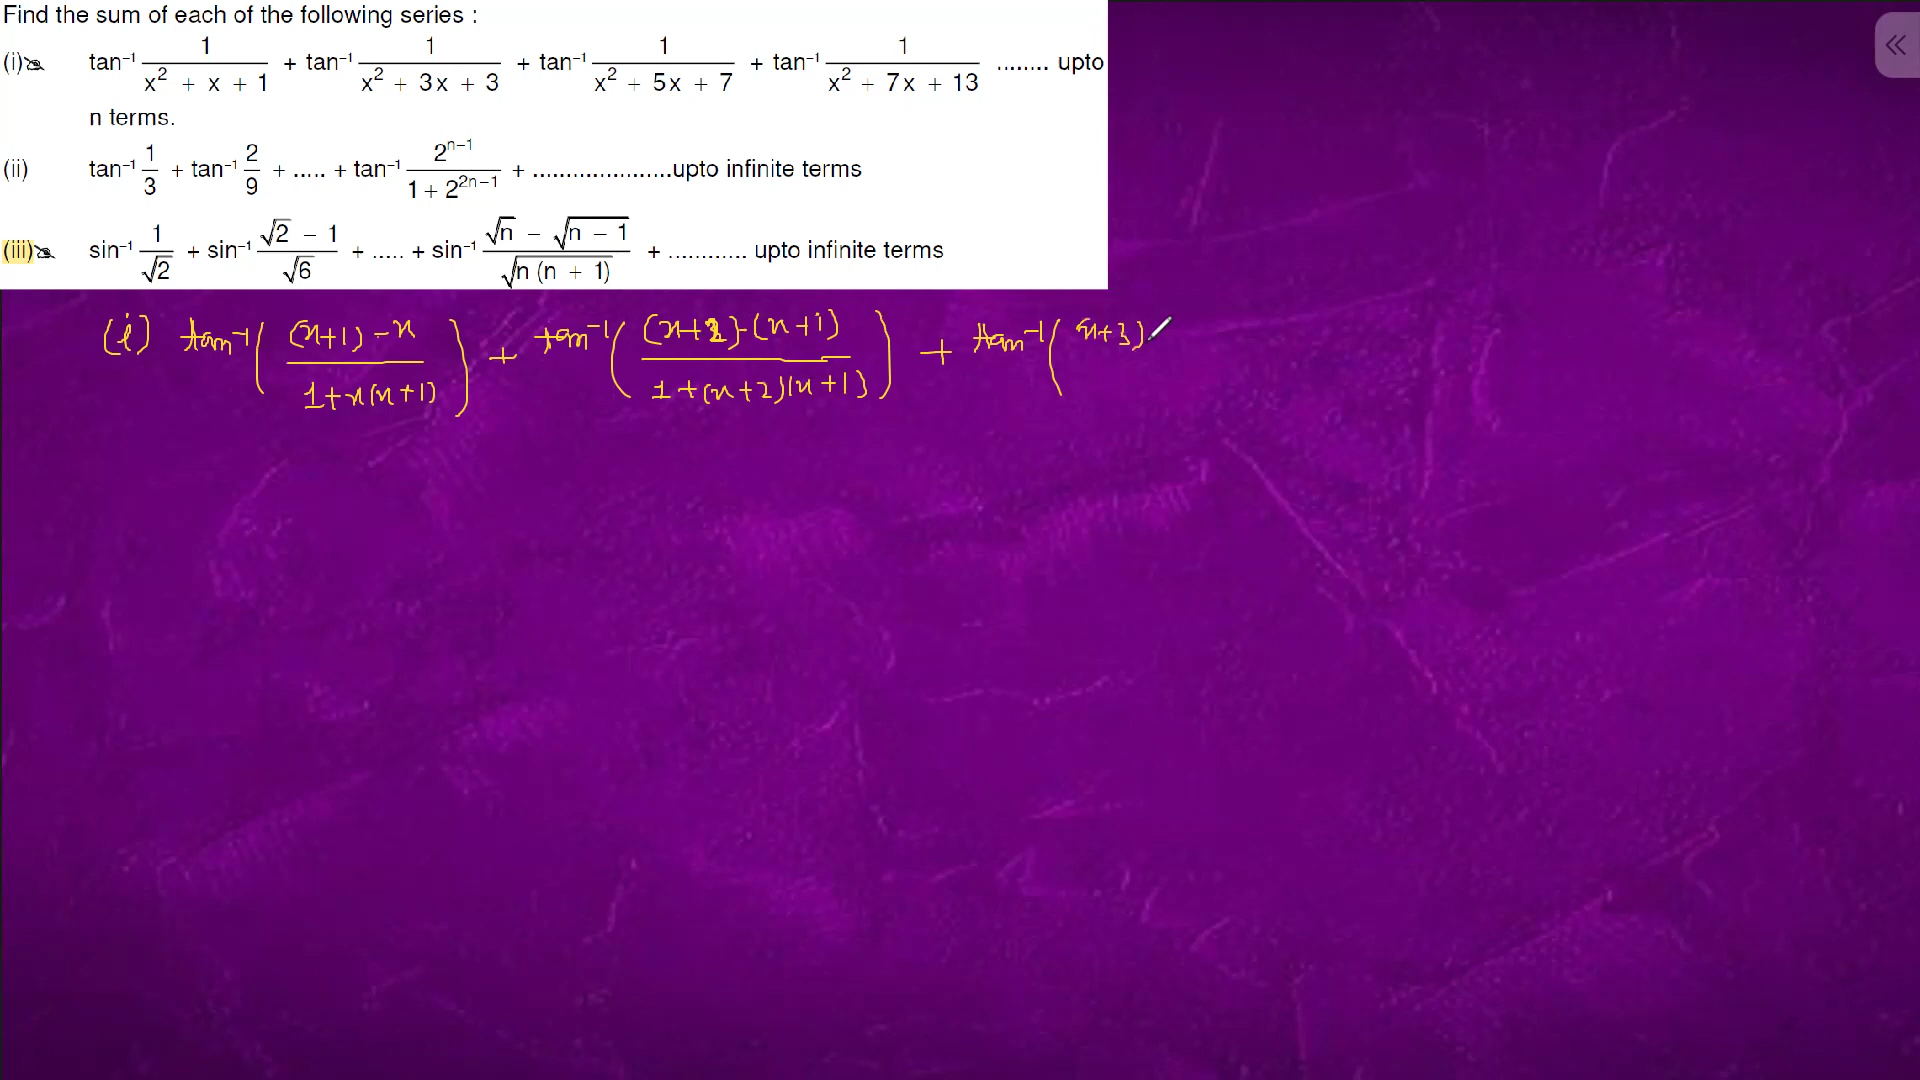 Find the sum of each of the following series :
(i) tan⁻¹ 1/(x² + x + 1) + tan⁻¹ 1/(x² + 3x + 3) + tan⁻¹ 1/(x² + 5x + 7) + tan⁻¹ 1/(x² + 7x + 13) ........ upto
n terms.
(ii) tan⁻¹ 1/3 + tan⁻¹ 2/9 + ..... + tan⁻¹ 2ⁿ⁻¹/(1 + 2²ⁿ⁻¹) + .....................upto infinite terms
(iii) sin⁻¹ 1/√2 + sin⁻¹ (√2 − 1)/√6 + ..... + sin⁻¹ (√n − √(n − 1))/√(n (n + 1)) + ............ upto infinite terms
(i) tan⁻¹( ((x+1)−x)/(1+x(x+1)) ) + tan⁻¹( ((x+2)−(x+1))/(1+(x+2)(x+1)) ) + tan⁻¹( (x+3)